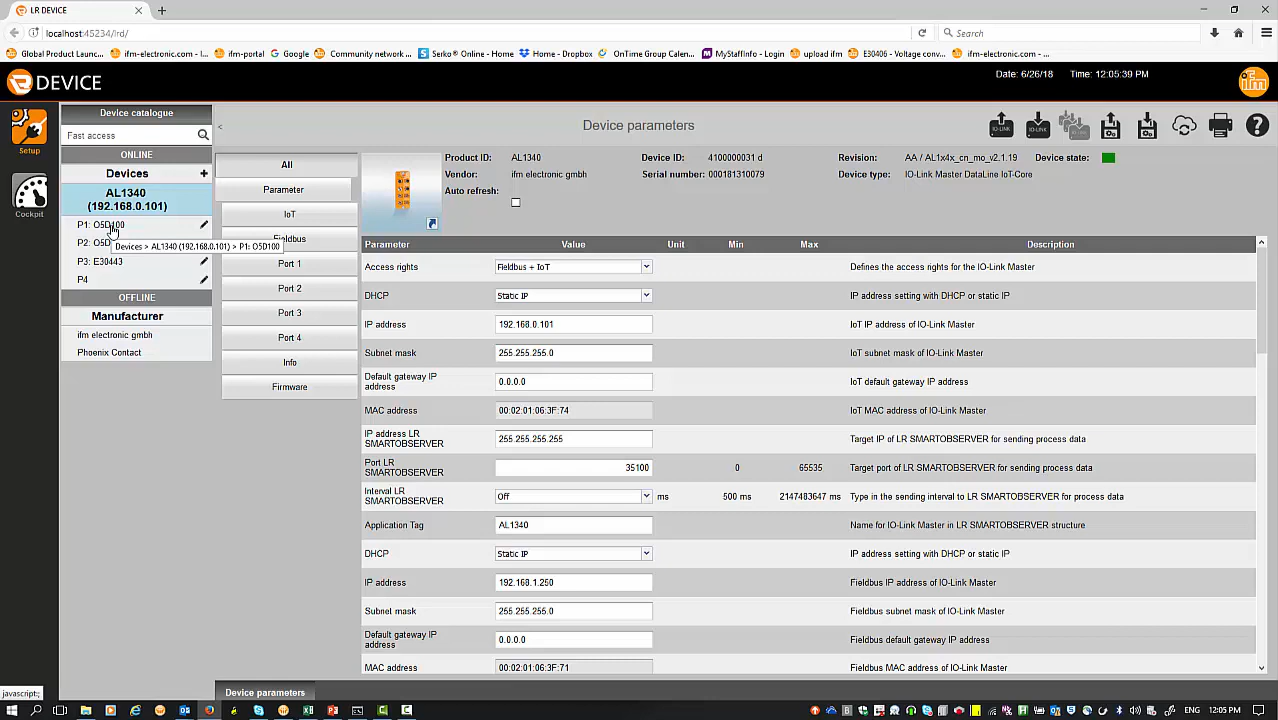 LR DEVICE
localhost:45234/lrd/
Search
Global Product Launc...
ifm-electronic.com - I...
ifm-portal
Google
Community network ...
Seiko® Online - Home
Home - Dropbox
OnTime Group Calen...
MyStaffInfo - Login
upload ifm
E30406 - Voltage conv...
ifm-electronic.com — ...
DEVICE
Date: 6/26/18
Time: 12:05:39 PM
ifm
Setup
Cockpit
Device catalogue
Fast access
ONLINE
Devices +
AL1340
(192.168.0.101)
P1: O5D100
P2: O5D
Devices > AL1340 (192.168.0.101) > P1: O5D100
P3: E30443
P4
OFFLINE
Manufacturer
ifm electronic gmbh
Phoenix Contact
<
All
Parameter
IoT
Fieldbus
Port 1
Port 2
Port 3
Port 4
Info
Firmware
Device parameters
IO-LINK
IO-LINK
Product ID: AL1340 Device ID: 4100000031 d Revision: AA / AL1x4x_cn_mo_v2.1.19 Device state:
Vendor: ifm electronic gmbh Serial number: 000181310079 Device type: IO-Link Master DataLine IoT-Core
Auto refresh:
Parameter Value Unit Min Max Description
Access rights Fieldbus + IoT Defines the access rights for the IO-Link Master
DHCP Static IP IP address setting with DHCP or static IP
IP address 192.168.0.101 IoT IP address of IO-Link Master
Subnet mask 255.255.255.0 IoT subnet mask of IO-Link Master
Default gateway IP
address 0.0.0.0 IoT default gateway IP address
MAC address 00:02:01:06:3F:74 IoT MAC address of IO-Link Master
IP address LR
SMARTOBSERVER 255.255.255.255 Target IP of LR SMARTOBSERVER for sending process data
Port LR
SMARTOBSERVER 35100 0 65535 Target port of LR SMARTOBSERVER for sending process data
Interval LR
SMARTOBSERVER Off ms 500 ms 2147483647 ms Type in the sending interval to LR SMARTOBSERVER for process data
Application Tag AL1340 Name for IO-Link Master in LR SMARTOBSERVER structure
DHCP Static IP IP address setting with DHCP or static IP
IP address 192.168.1.250 Fieldbus IP address of IO-Link Master
Subnet mask 255.255.255.0 Fieldbus subnet mask of IO-Link Master
Default gateway IP
address 0.0.0.0 Fieldbus default gateway IP address
MAC address 00:02:01:06:3F:71 Fieldbus MAC address of IO-Link Master
javascript:;
Device parameters
ENG 12:05 PM